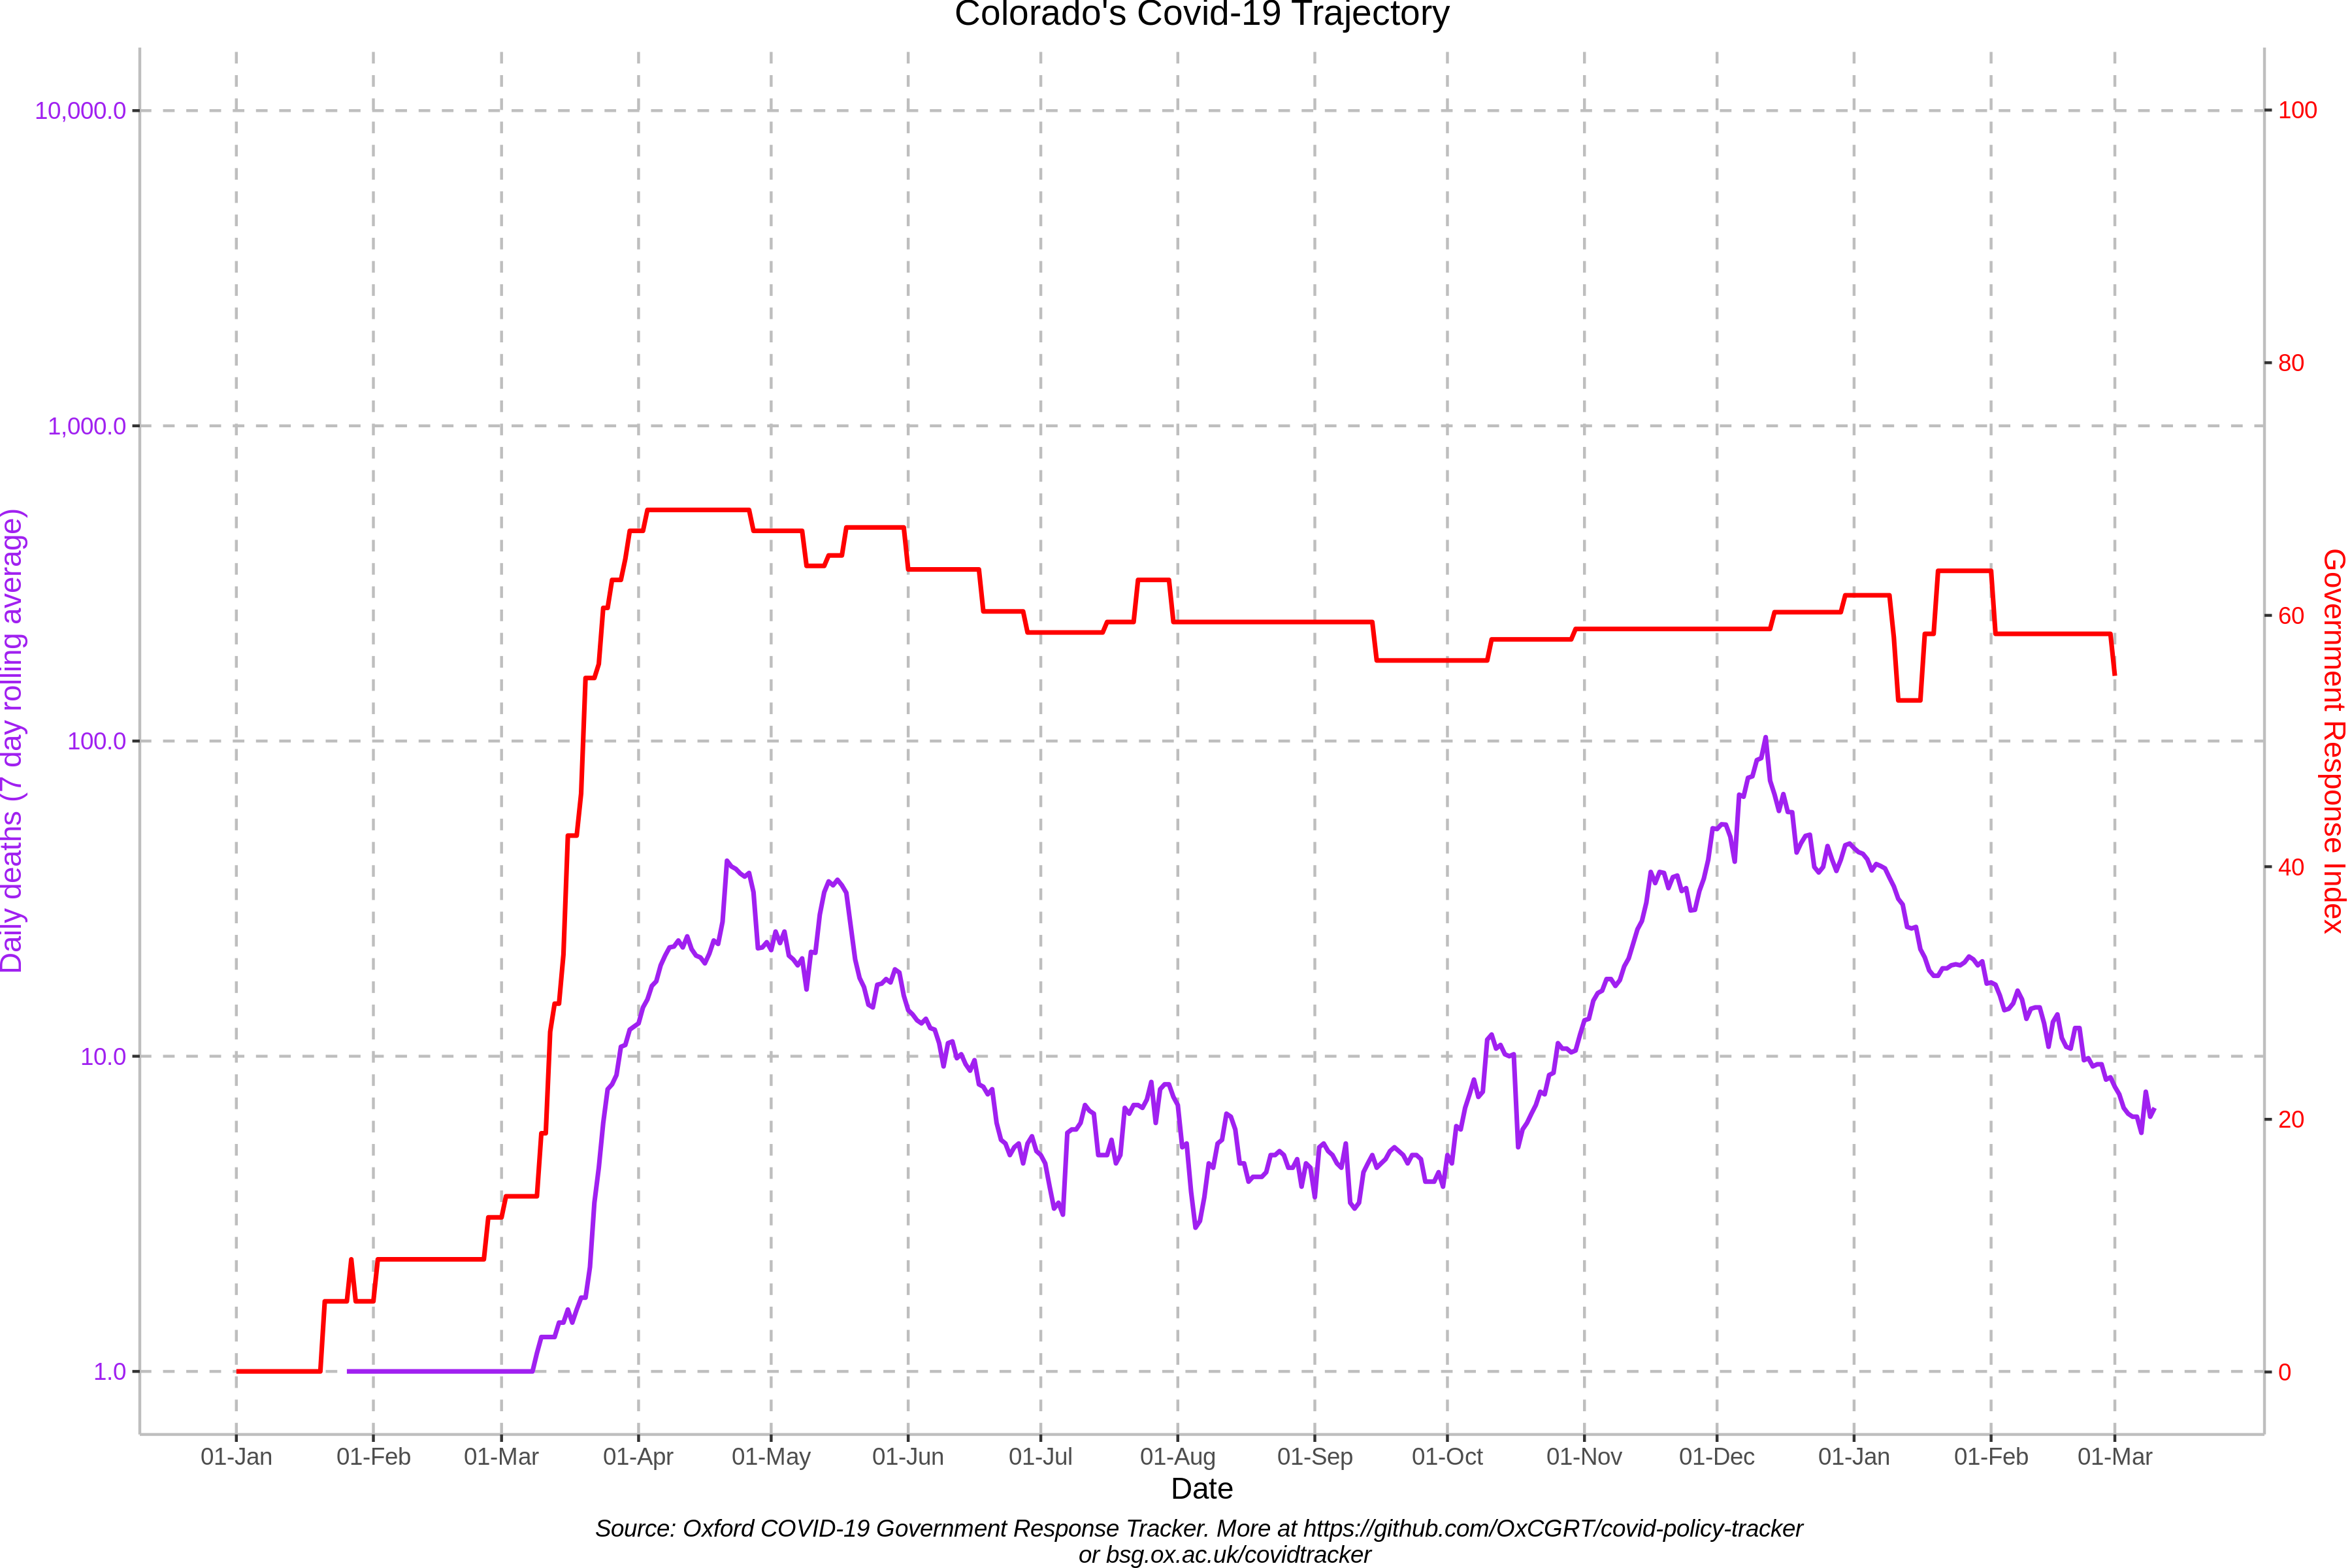 Colorado's Covid-19 Trajectory
10,000.0
1,000.0
100.0
10.0
1.0
Daily deaths (7 day rolling average)
100
80
60
40
20
0
Government Response Index
01-Jan 01-Feb 01-Mar 01-Apr 01-May 01-Jun 01-Jul 01-Aug 01-Sep 01-Oct 01-Nov 01-Dec 01-Jan 01-Feb 01-Mar
Date
Source: Oxford COVID-19 Government Response Tracker. More at https://github.com/OxCGRT/covid-policy-tracker
or bsg.ox.ac.uk/covidtracker